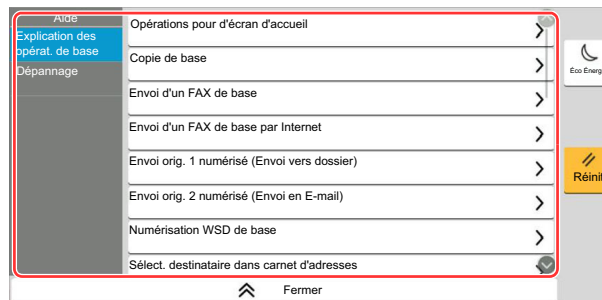 Aide
Explication des
opérat. de base
Dépannage
Opérations pour d'écran d'accueil
Copie de base
Envoi d'un FAX de base
Envoi d'un FAX de base par Internet
Envoi orig. 1 numérisé (Envoi vers dossier)
Envoi orig. 2 numérisé (Envoi en E-mail)
Numérisation WSD de base
Sélect. destinataire dans carnet d'adresses
Fermer
Éco Énerg
Réinit